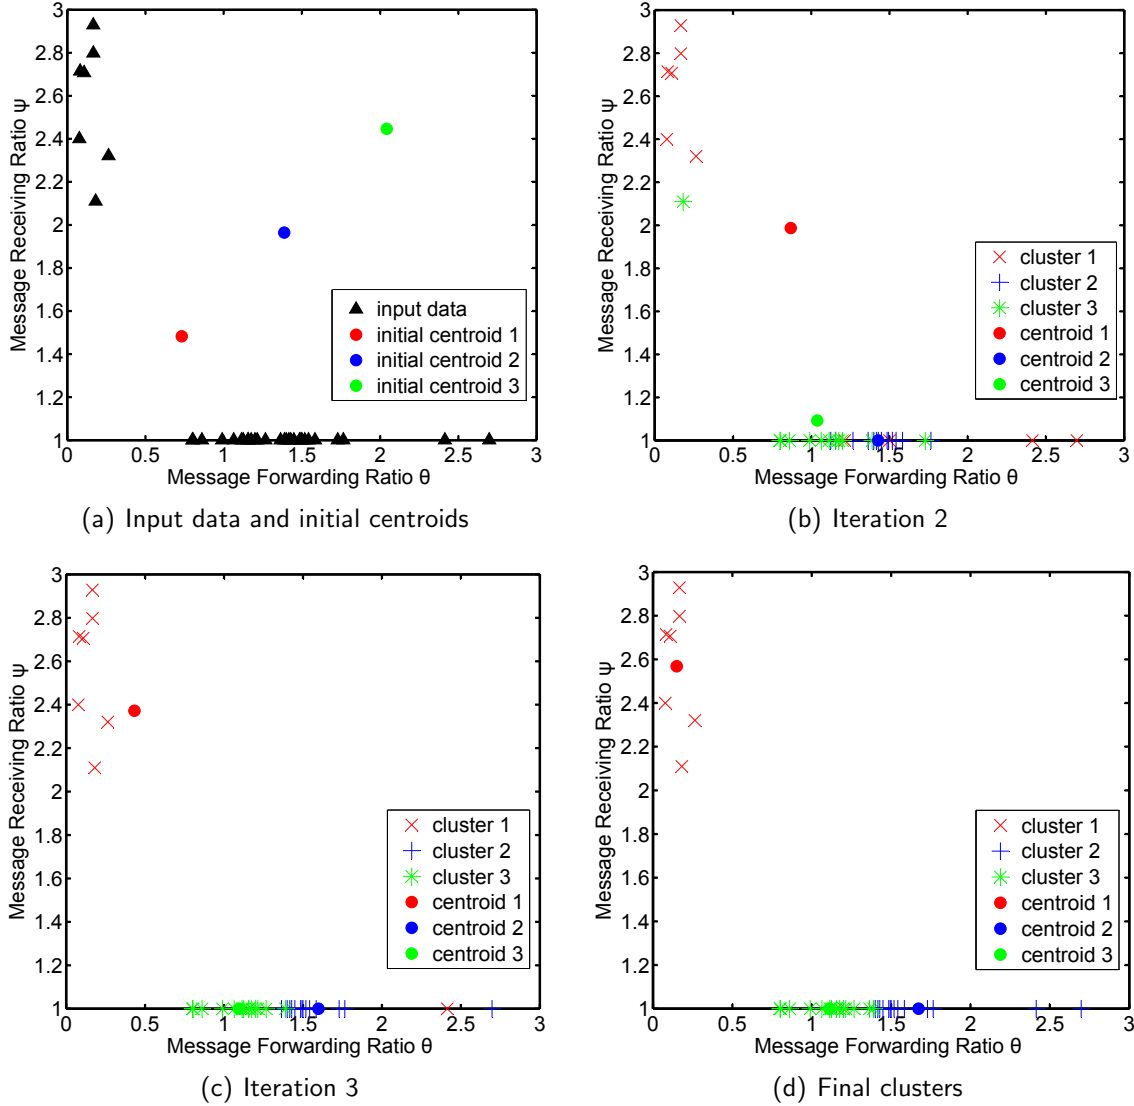 3
2.8
2.6
2.4
2.2
2
1.8
1.6
1.4
1.2
1
0
0.5
1
1.5
2
2.5
3
Message Receiving Ratio ψ
Message Forwarding Ratio θ
input data
initial centroid 1
initial centroid 2
initial centroid 3
(a) Input data and initial centroids
3
2.8
2.6
2.4
2.2
2
1.8
1.6
1.4
1.2
1
0
0.5
1
1.5
2
2.5
3
Message Receiving Ratio ψ
Message Forwarding Ratio θ
cluster 1
cluster 2
cluster 3
centroid 1
centroid 2
centroid 3
(b) Iteration 2
3
2.8
2.6
2.4
2.2
2
1.8
1.6
1.4
1.2
1
0
0.5
1
1.5
2
2.5
3
Message Receiving Ratio ψ
Message Forwarding Ratio θ
cluster 1
cluster 2
cluster 3
centroid 1
centroid 2
centroid 3
(c) Iteration 3
3
2.8
2.6
2.4
2.2
2
1.8
1.6
1.4
1.2
1
0
0.5
1
1.5
2
2.5
3
Message Receiving Ratio ψ
Message Forwarding Ratio θ
cluster 1
cluster 2
cluster 3
centroid 1
centroid 2
centroid 3
(d) Final clusters